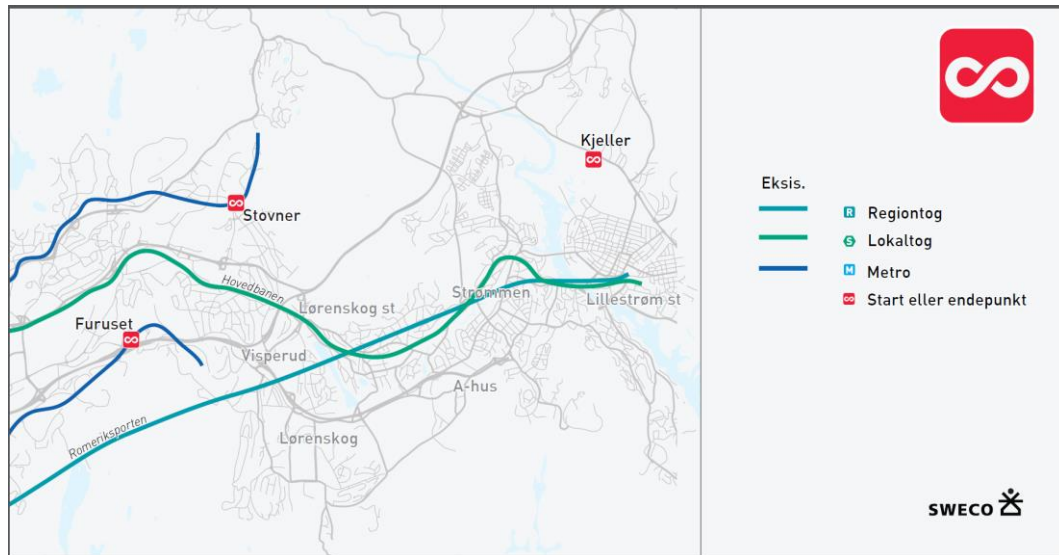 Kjeller
Stovner
Hovedbanen
Lørenskog st
Strømmen
Lillestrøm st
Furuset
Visperud
A-hus
Romeriksporten
Lørenskog
Eksis.
R Regiontog
S Lokaltog
M Metro
Start eller endepunkt
SWECO